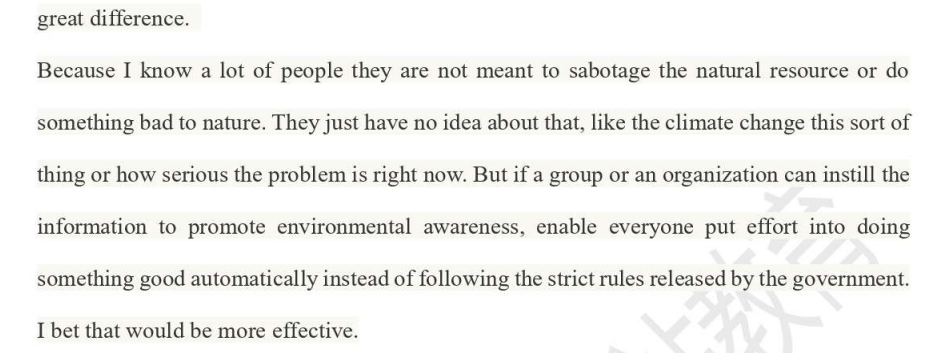 great difference.
Because I know a lot of people they are not meant to sabotage the natural resource or do
something bad to nature. They just have no idea about that, like the climate change this sort of
thing or how serious the problem is right now. But if a group or an organization can instill the
information to promote environmental awareness, enable everyone put effort into doing
something good automatically instead of following the strict rules released by the government.
I bet that would be more effective.
教育